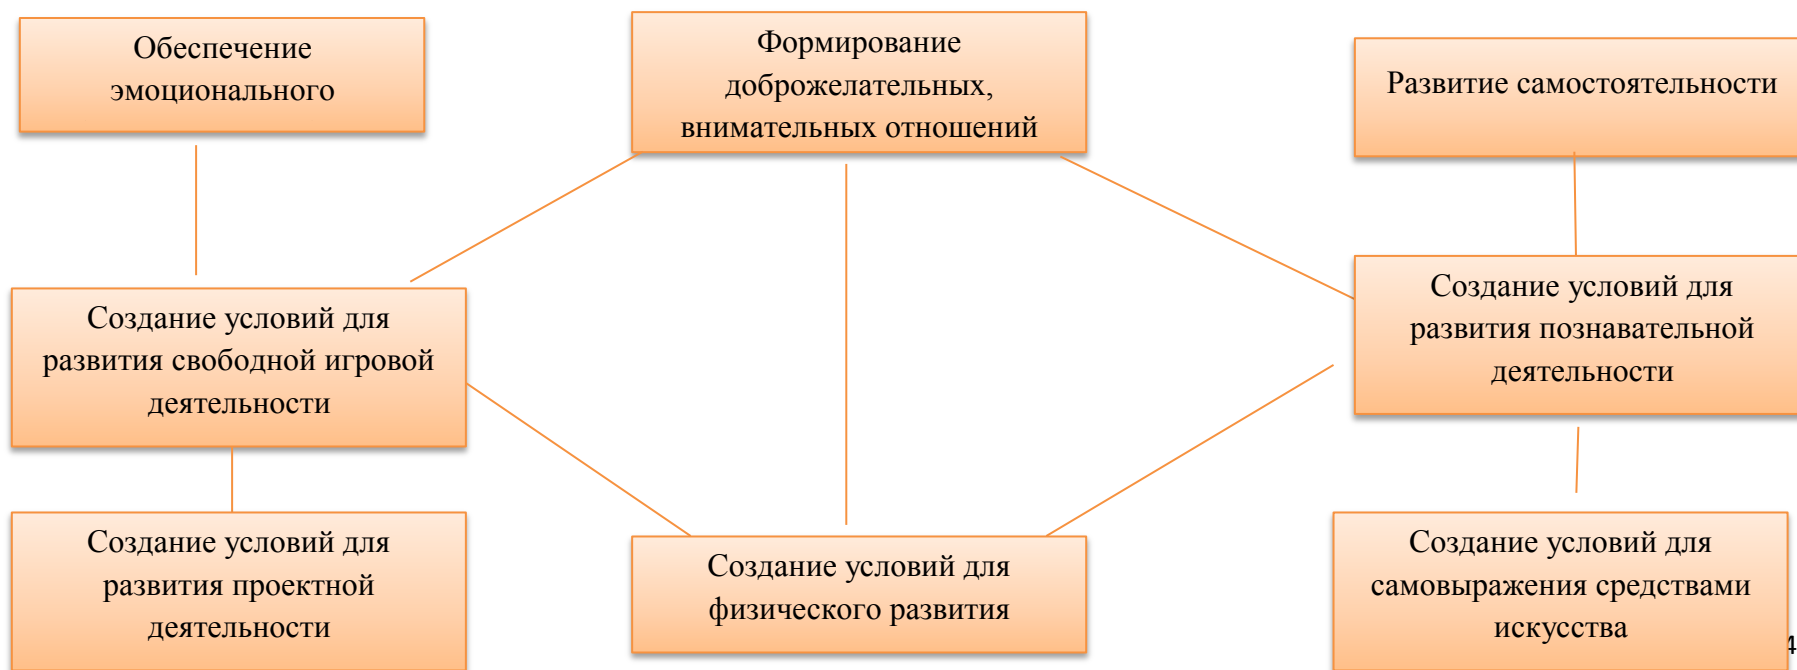 Обеспечение
эмоционального
Формирование
доброжелательных,
внимательных отношений
Развитие самостоятельности
Создание условий для
развития свободной игровой
деятельности
Создание условий для
развития познавательной
деятельности
Создание условий для
развития проектной
деятельности
Создание условий для
физического развития
Создание условий для
самовыражения средствами
искусства
4